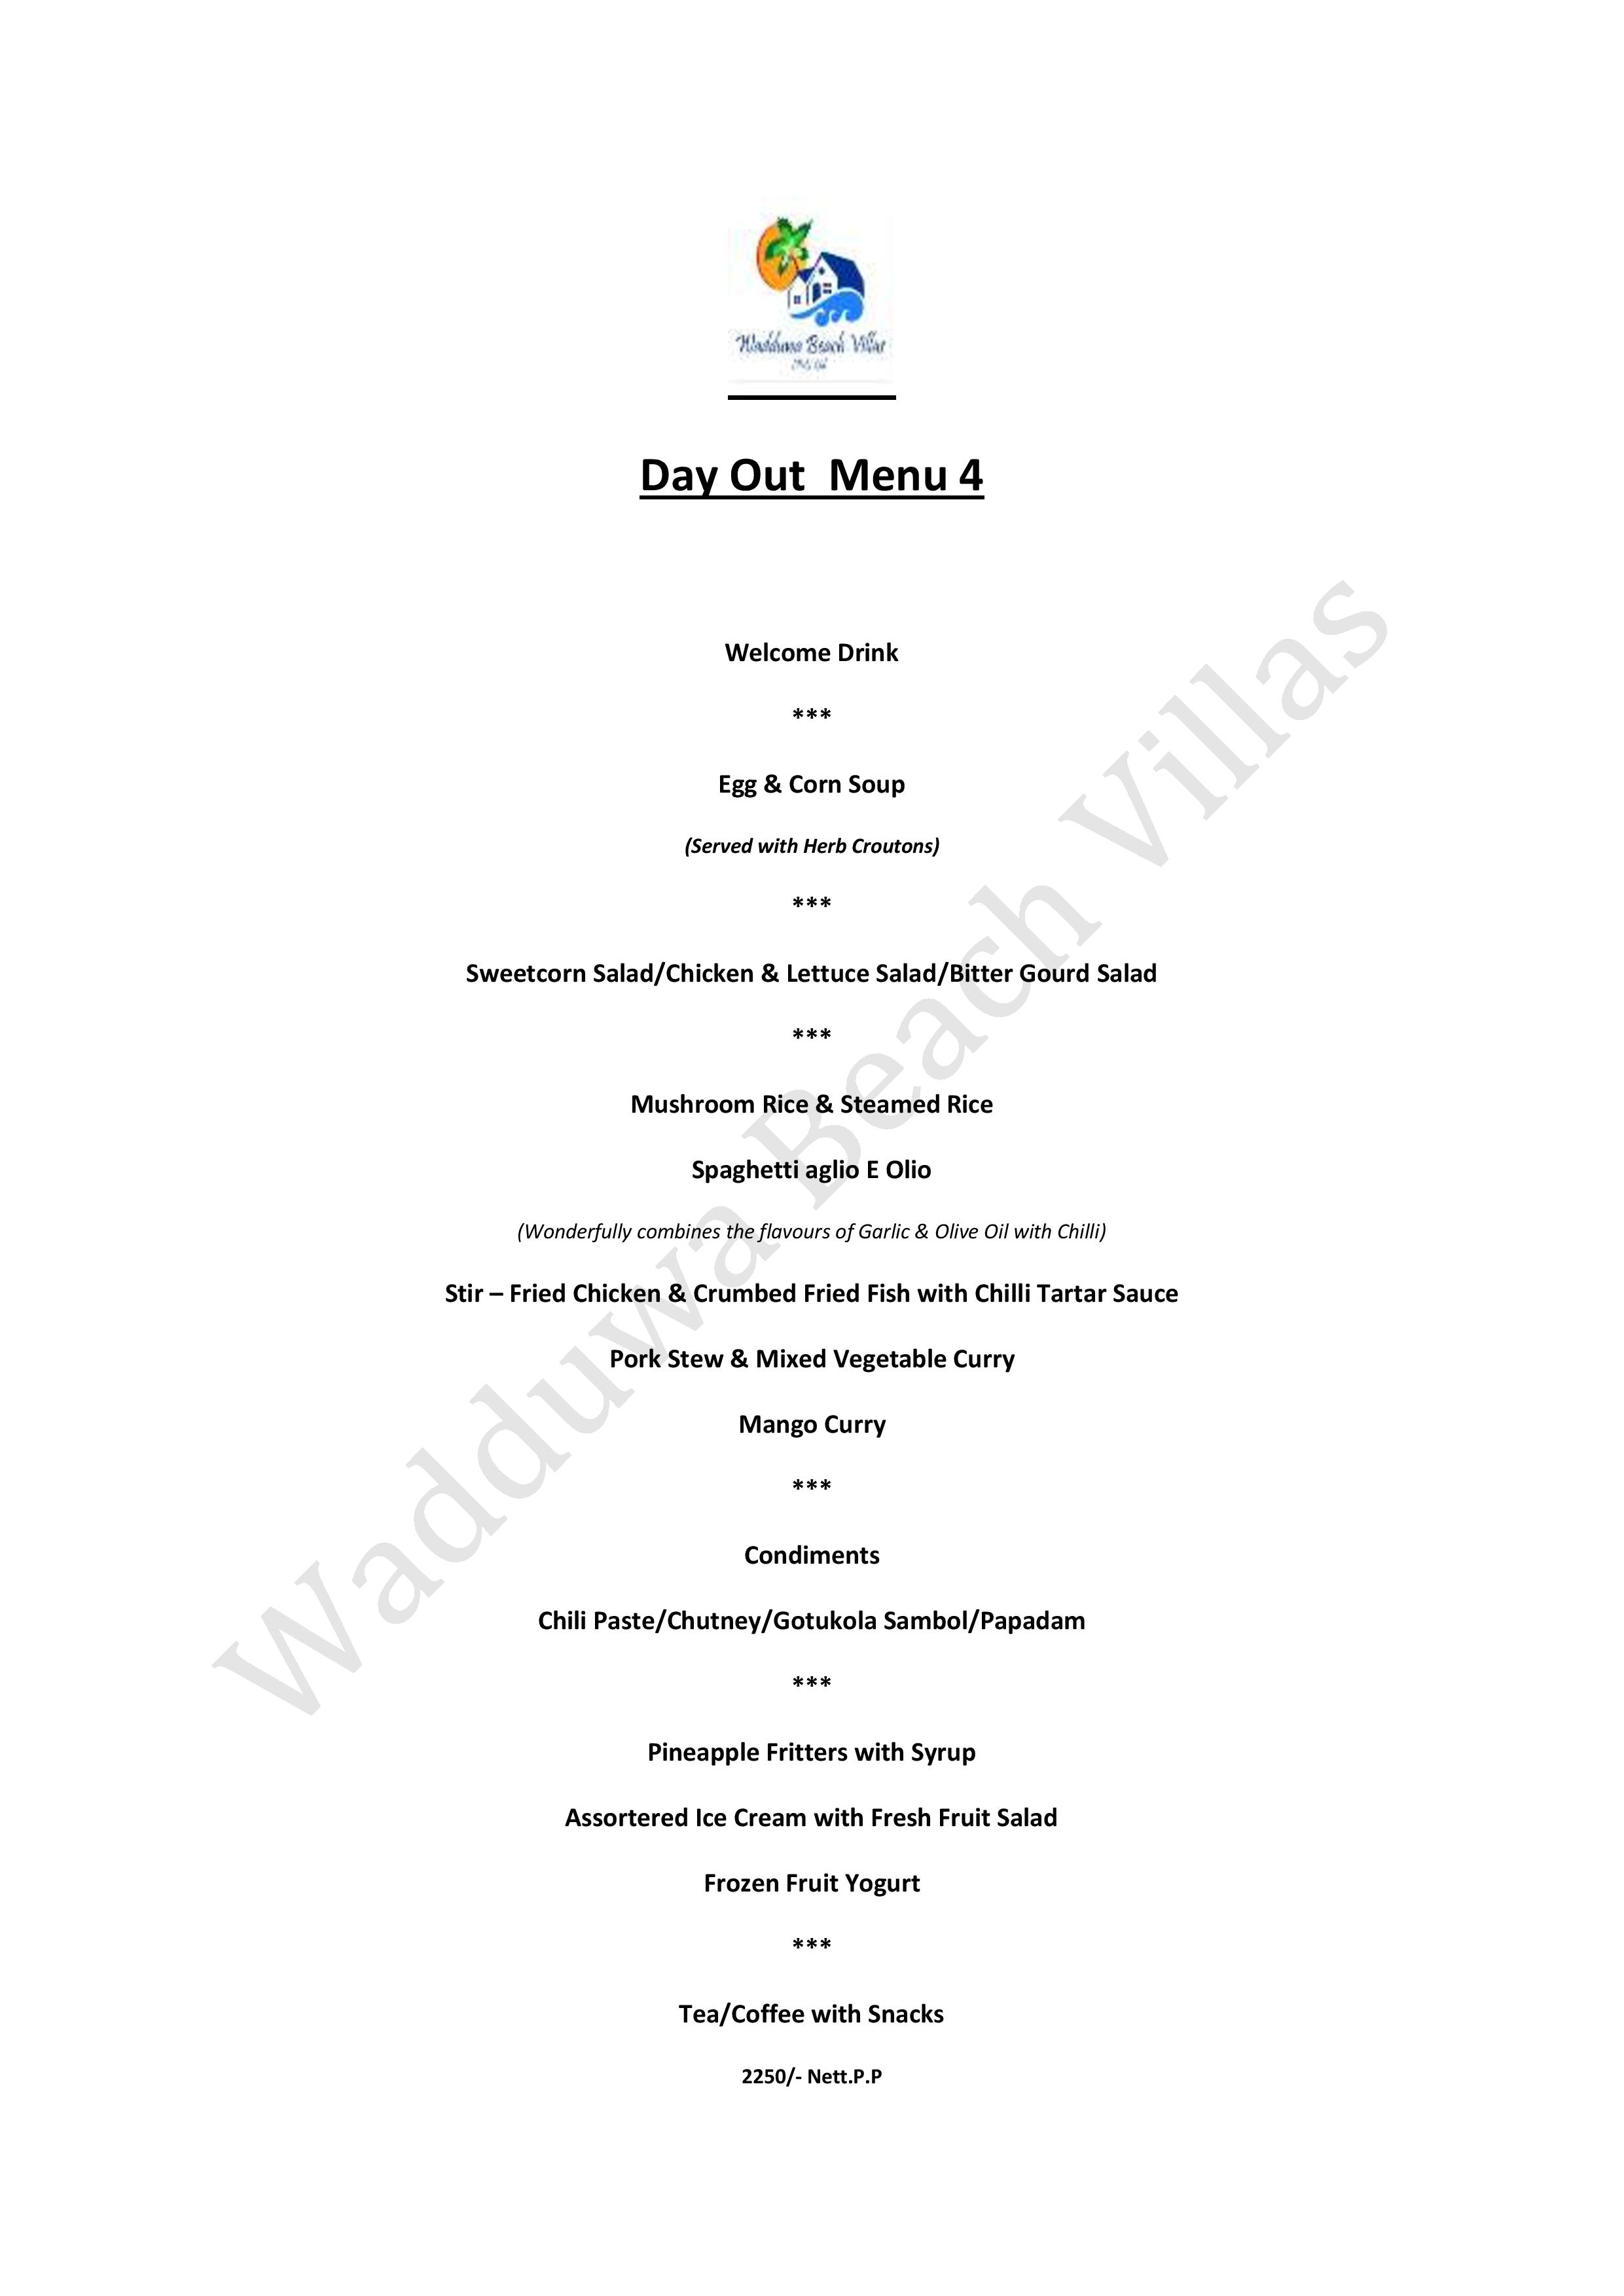 Wadduwa Beach Villas
Day Out  Menu 4
Welcome Drink
***
Egg & Corn Soup
(Served with Herb Croutons)
***
Sweetcorn Salad/Chicken & Lettuce Salad/Bitter Gourd Salad
***
Mushroom Rice & Steamed Rice
Spaghetti aglio E Olio
(Wonderfully combines the flavours of Garlic & Olive Oil with Chilli)
Stir – Fried Chicken & Crumbed Fried Fish with Chilli Tartar Sauce
Pork Stew & Mixed Vegetable Curry
Mango Curry
***
Condiments
Chili Paste/Chutney/Gotukola Sambol/Papadam
***
Pineapple Fritters with Syrup
Assortered Ice Cream with Fresh Fruit Salad
Frozen Fruit Yogurt
***
Tea/Coffee with Snacks
2250/- Nett.P.P
Wadduwa Beach Villas